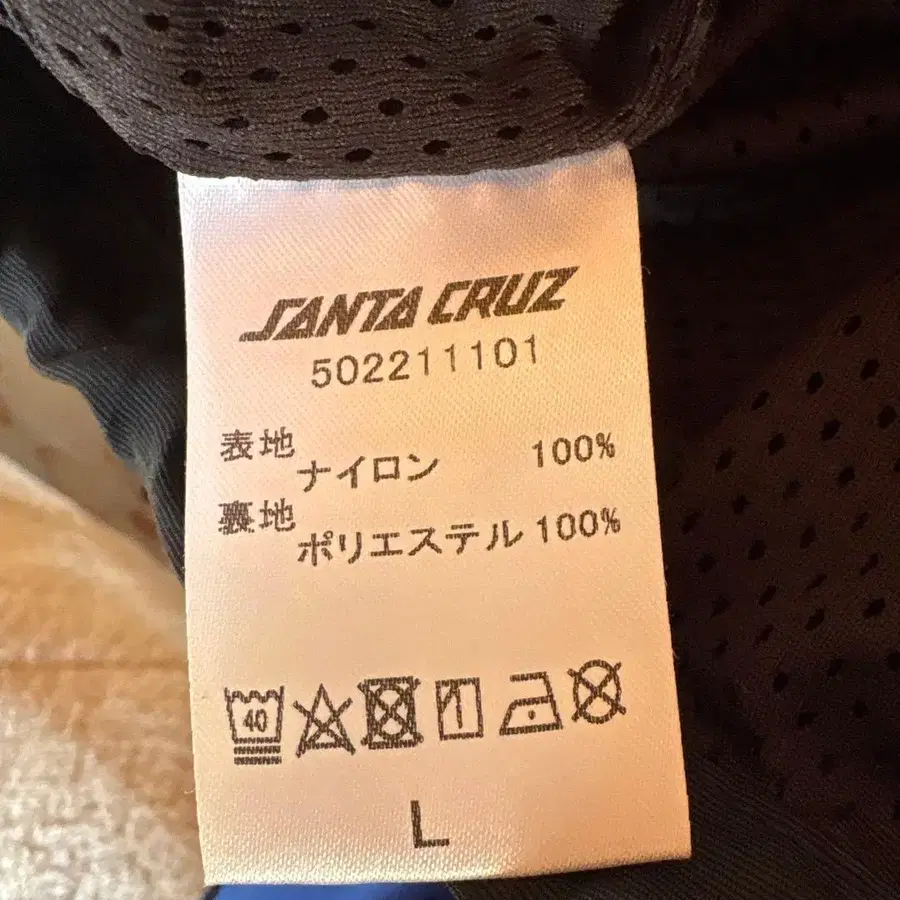 SANTA CRUZ
502211101
表地
ナイロン 100%
裏地
ポリエステル 100%
40
L